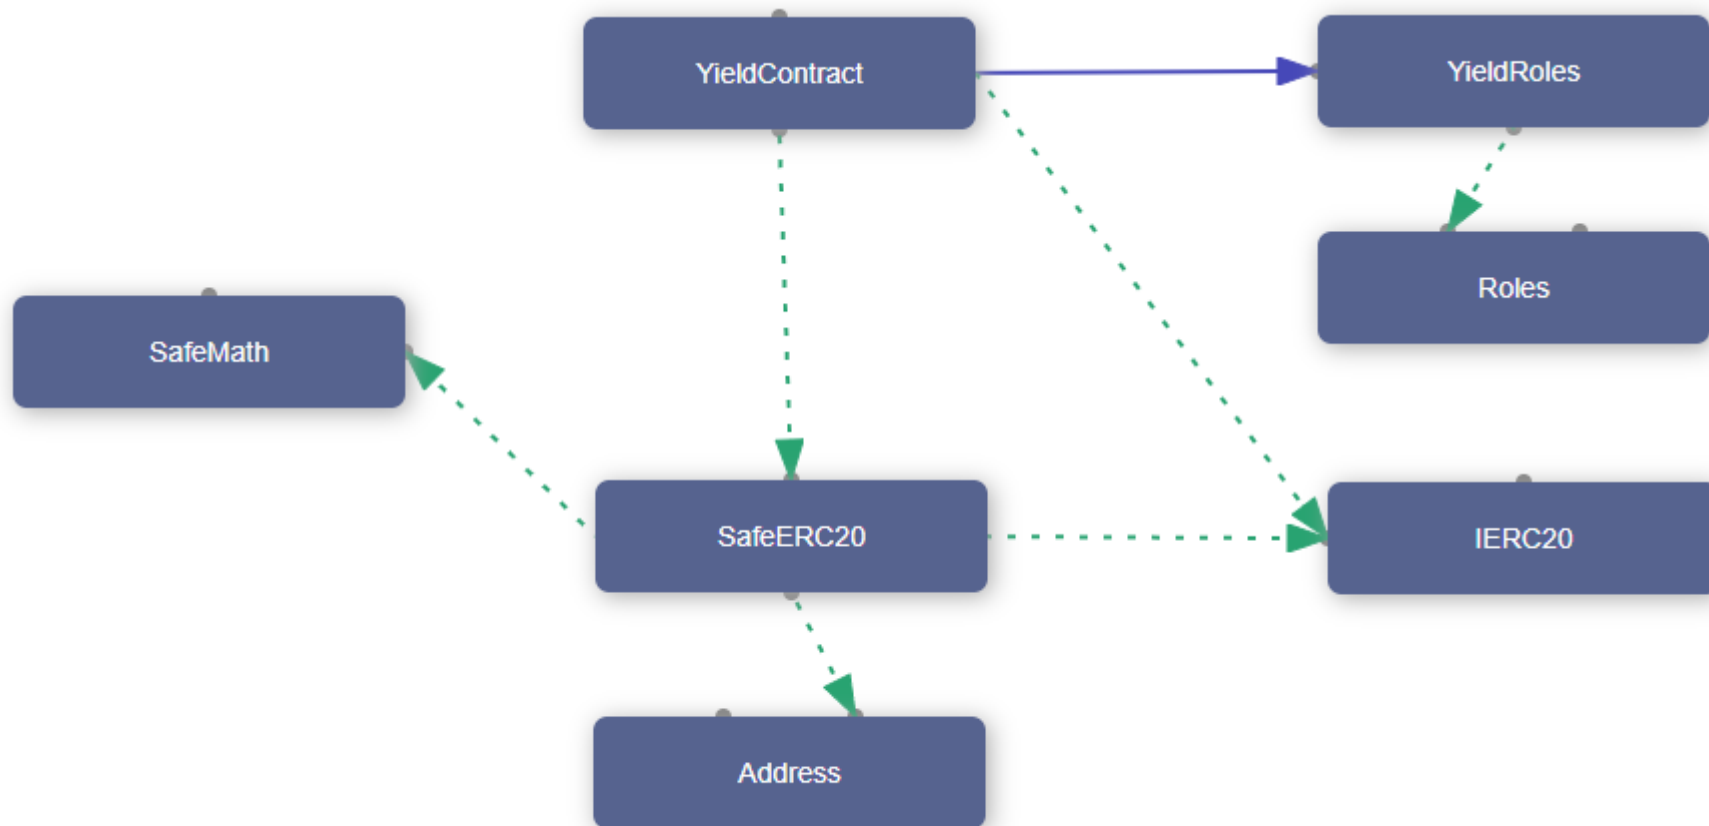 YieldContract
YieldRoles
Roles
SafeMath
SafeERC20
IERC20
Address